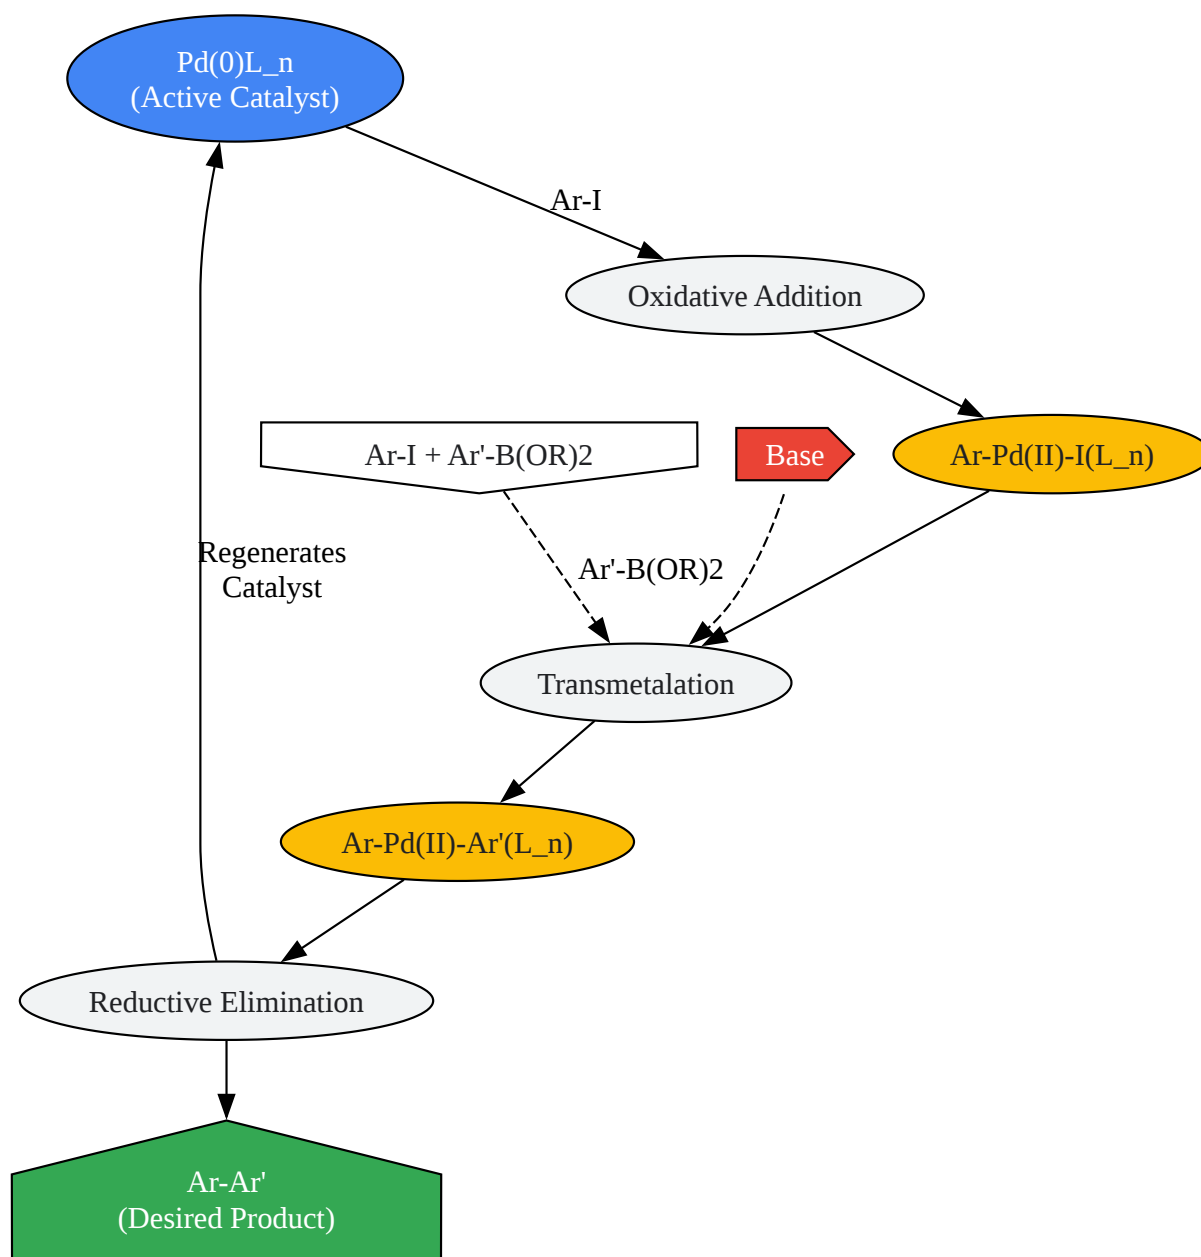 Pd(0)L_n
(Active Catalyst)
Ar-I
Oxidative Addition
Ar-I + Ar'-B(OR)2
Base
Ar-Pd(II)-I(L_n)
Regenerates
Catalyst
Ar'-B(OR)2
Transmetalation
Ar-Pd(II)-Ar'(L_n)
Reductive Elimination
Ar-Ar'
(Desired Product)